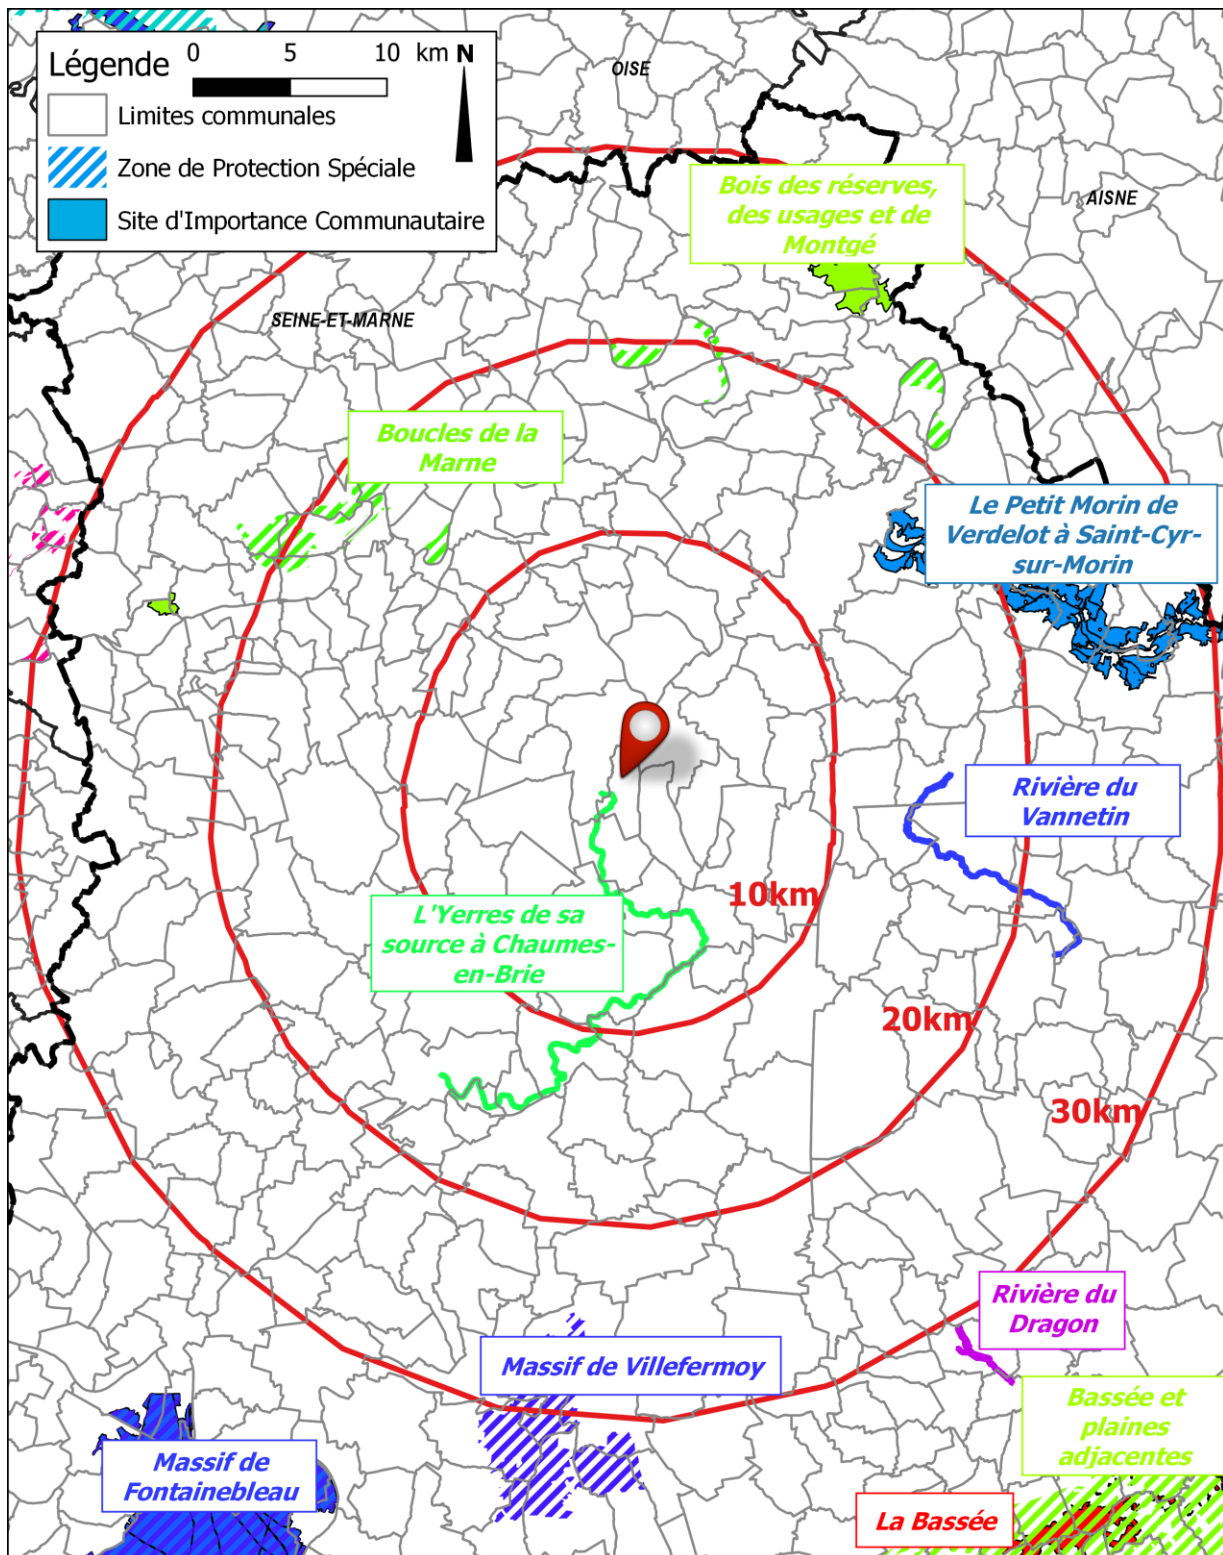 Légende
0 5 10 km N
Limites communales
Zone de Protection Spéciale
Site d'Importance Communautaire
OISE
AISNE
SEINE-ET-MARNE
Bois des réserves,
des usages et de
Montgé
Boucles de la
Marne
Le Petit Morin de
Verdelot à Saint-Cyr-
sur-Morin
Rivière du
Vannetin
L'Yerres de sa
source à Chaumes-
en-Brie
10km
20km
30km
Rivière du
Dragon
Massif de Villefermoy
Bassée et
plaines
adjacentes
Massif de
Fontainebleau
La Bassée